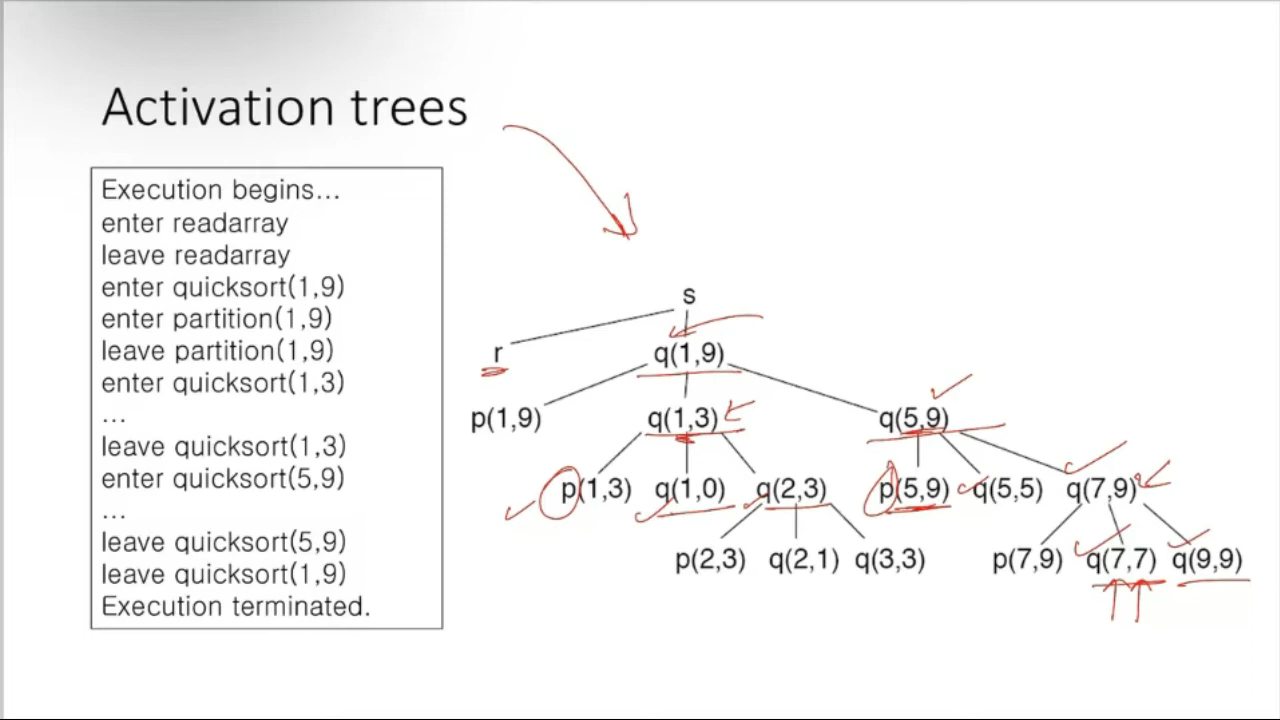 Activation trees
Execution begins...
enter readarray
leave readarray
enter quicksort(1,9)
enter partition(1,9)
leave partition(1,9)
enter quicksort(1,3)
...
leave quicksort(1,3)
enter quicksort(5,9)
...
leave quicksort(5,9)
leave quicksort(1,9)
Execution terminated.
s
r q(1,9)
p(1,9) q(1,3) q(5,9)
p(1,3) q(1,0) q(2,3) p(5,9) q(5,5) q(7,9)
p(2,3) q(2,1) q(3,3) p(7,9) q(7,7) q(9,9)